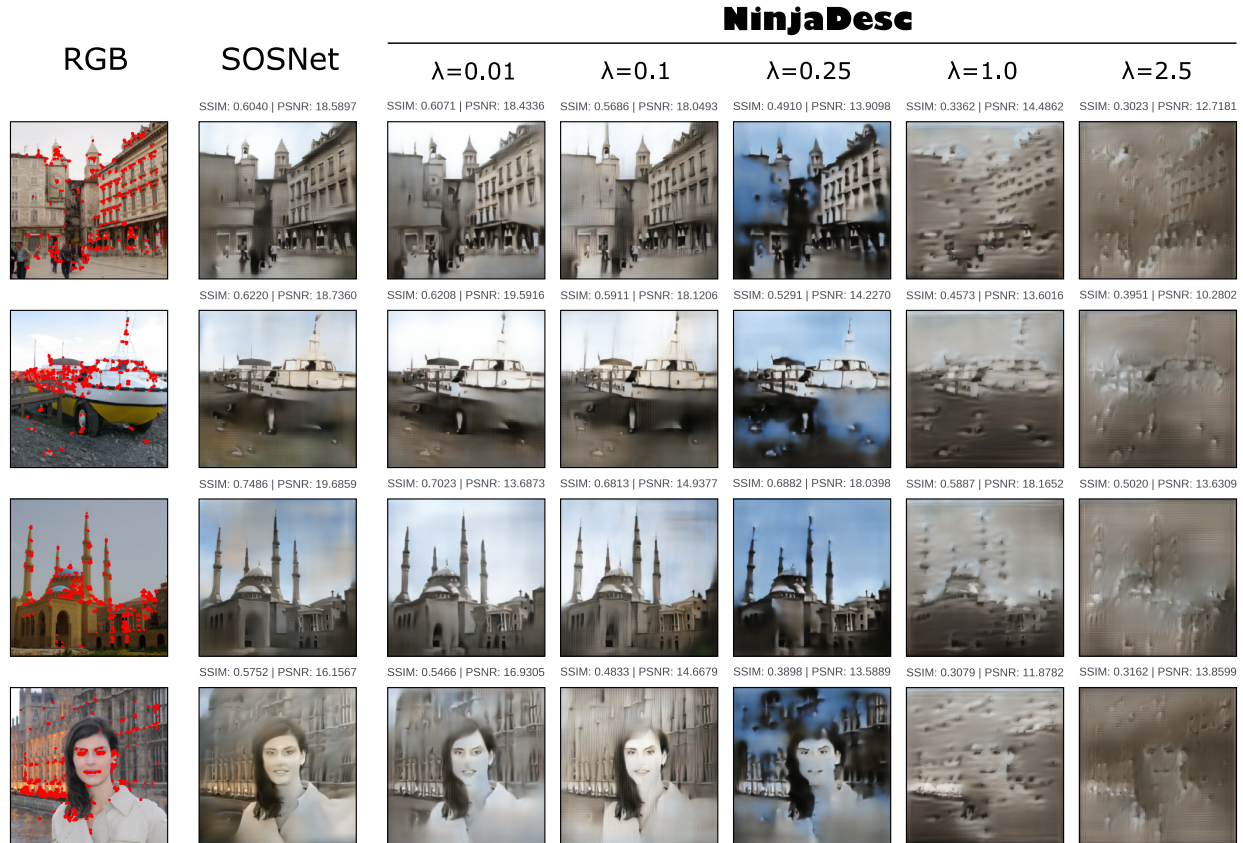 NinjaDesc
RGB SOSNet λ=0.01 λ=0.1 λ=0.25 λ=1.0 λ=2.5
SSIM: 0.6040 | PSNR: 18.5897 SSIM: 0.6071 | PSNR: 18.4336 SSIM: 0.5686 | PSNR: 18.0493 SSIM: 0.4910 | PSNR: 13.9098 SSIM: 0.3362 | PSNR: 14.4862 SSIM: 0.3023 | PSNR: 12.7181
SSIM: 0.6220 | PSNR: 18.7360 SSIM: 0.6208 | PSNR: 19.5916 SSIM: 0.5911 | PSNR: 18.1206 SSIM: 0.5291 | PSNR: 14.2270 SSIM: 0.4573 | PSNR: 13.6016 SSIM: 0.3951 | PSNR: 10.2802
SSIM: 0.7486 | PSNR: 19.6859 SSIM: 0.7023 | PSNR: 13.6873 SSIM: 0.6813 | PSNR: 14.9377 SSIM: 0.6882 | PSNR: 18.0398 SSIM: 0.5887 | PSNR: 18.1652 SSIM: 0.5020 | PSNR: 13.6309
SSIM: 0.5752 | PSNR: 16.1567 SSIM: 0.5466 | PSNR: 16.9305 SSIM: 0.4833 | PSNR: 14.6679 SSIM: 0.3898 | PSNR: 13.5889 SSIM: 0.3079 | PSNR: 11.8782 SSIM: 0.3162 | PSNR: 13.8599